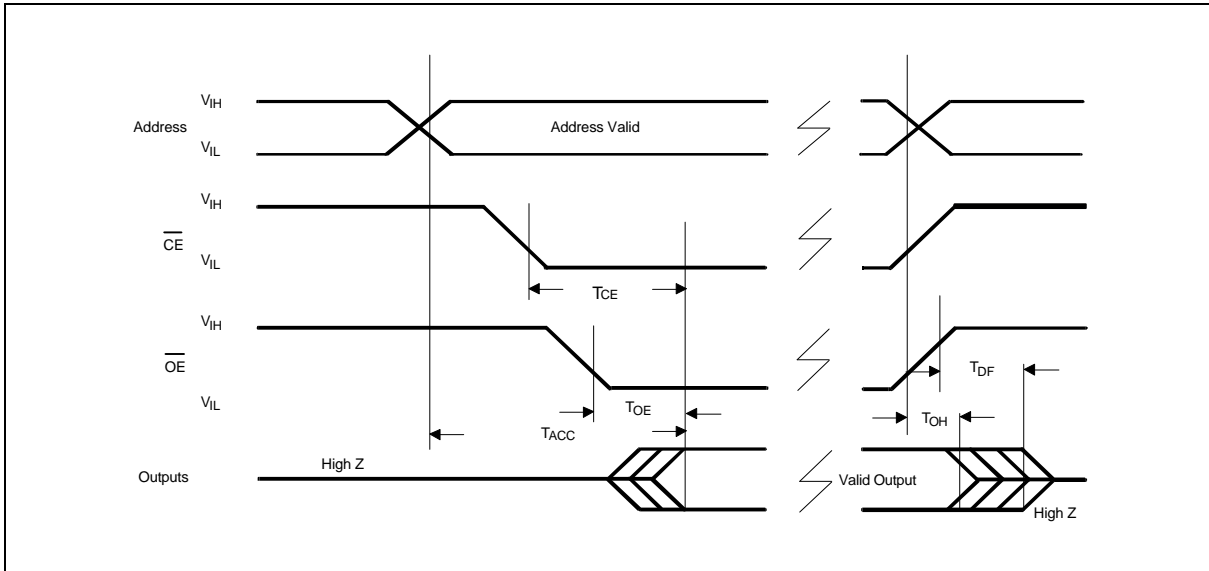 VIH
Address
Address Valid
VIL
VIH
CE
VIL
TCE
VIH
OE
TDF
VIL
TOE
TOH
TACC
High Z
Outputs
Valid Output
High Z